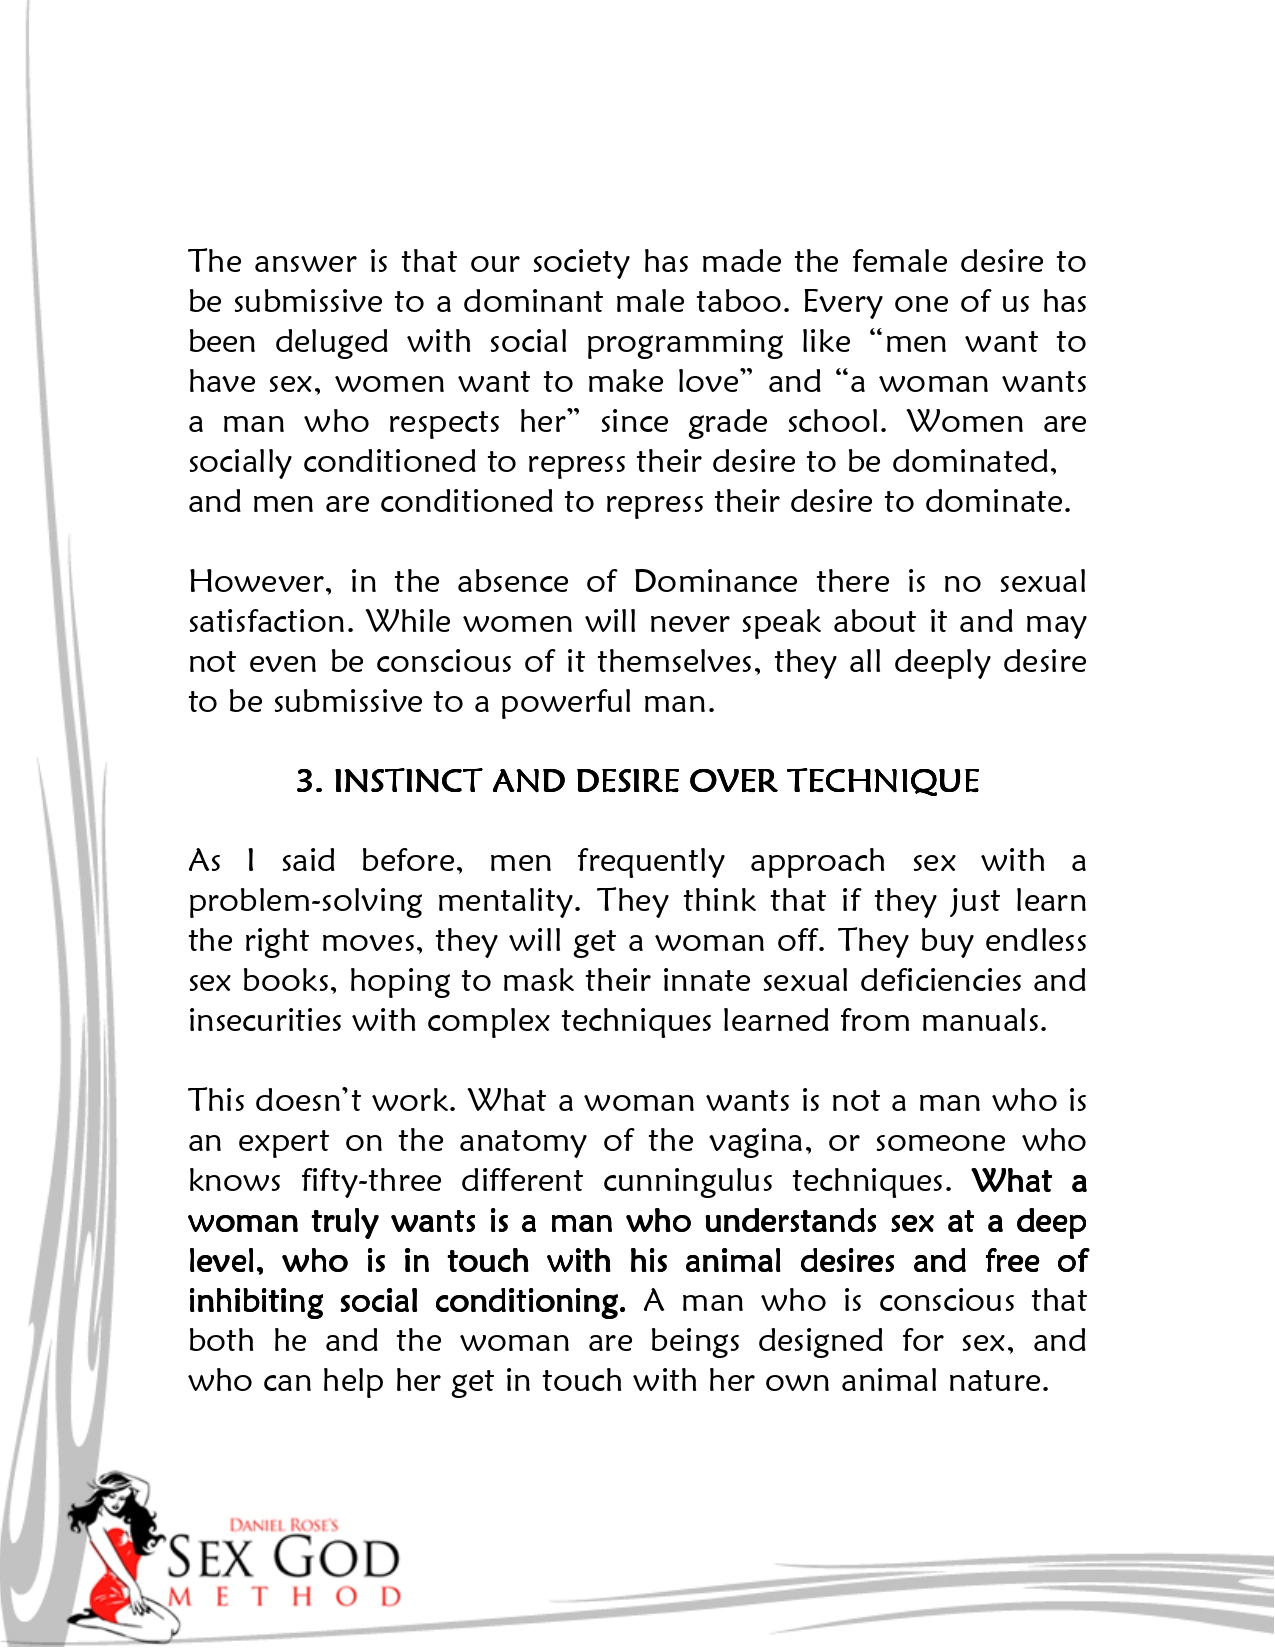 The answer is that our society has made the female desire to
be submissive to a dominant male taboo. Every one of us has
been deluged with social programming like “men want to
have sex, women want to make love” and “a woman wants
a man who respects her” since grade school. Women are
socially conditioned to repress their desire to be dominated,
and men are conditioned to repress their desire to dominate.
However, in the absence of Dominance there is no sexual
satisfaction. While women will never speak about it and may
not even be conscious of it themselves, they all deeply desire
to be submissive to a powerful man.
3. INSTINCT AND DESIRE OVER TECHNIQUE
As I said before, men frequently approach sex with a
problem-solving mentality. They think that if they just learn
the right moves, they will get a woman off. They buy endless
sex books, hoping to mask their innate sexual deficiencies and
insecurities with complex techniques learned from manuals.
This doesn’t work. What a woman wants is not a man who is
an expert on the anatomy of the vagina, or someone who
knows fifty-three different cunningulus techniques. What a
woman truly wants is a man who understands sex at a deep
level, who is in touch with his animal desires and free of
inhibiting social conditioning. A man who is conscious that
both he and the woman are beings designed for sex, and
who can help her get in touch with her own animal nature.
DANIEL ROSE’S
SEX GOD
METHOD